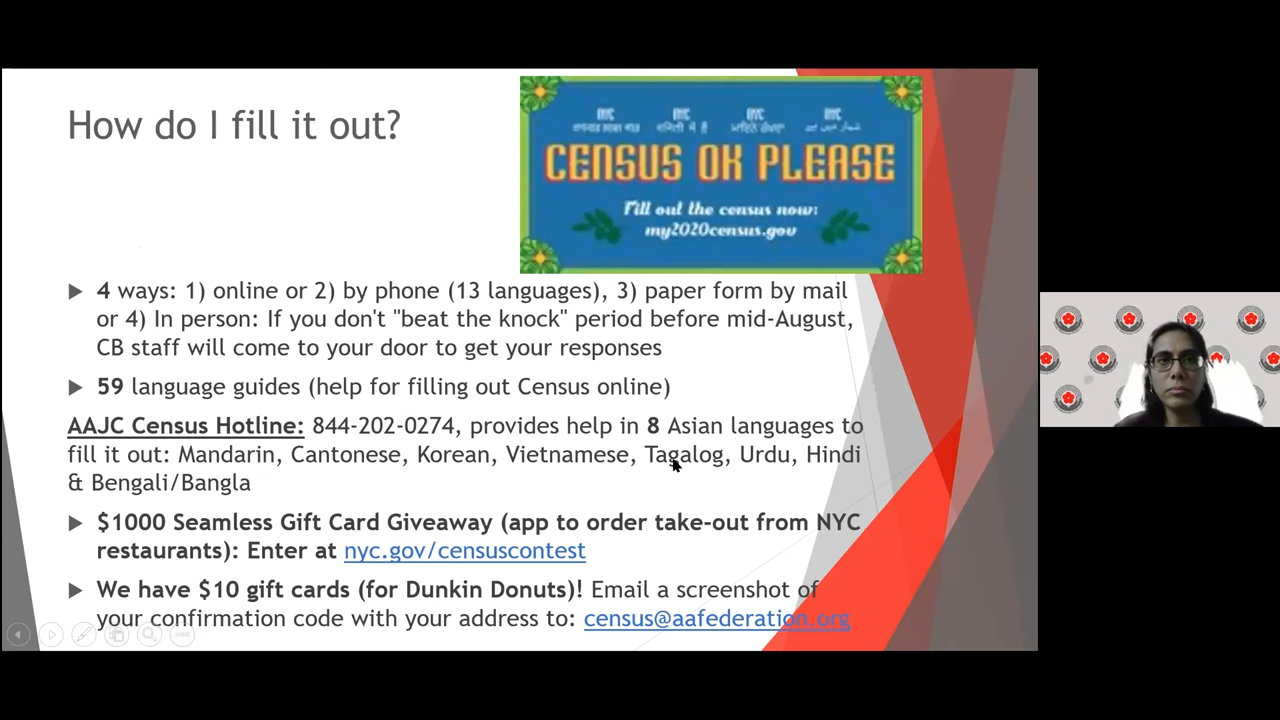 How do I fill it out?
NYC NYC NYC NYC
CENSUS OK PLEASE
Fill out the census now:
my2020census.gov
4 ways: 1) online or 2) by phone (13 languages), 3) paper form by mail
or 4) In person: If you don't "beat the knock" period before mid-August,
CB staff will come to your door to get your responses
59 language guides (help for filling out Census online)
AAJC Census Hotline: 844-202-0274, provides help in 8 Asian languages to
fill it out: Mandarin, Cantonese, Korean, Vietnamese, Tagalog, Urdu, Hindi
& Bengali/Bangla
$1000 Seamless Gift Card Giveaway (app to order take-out from NYC
restaurants): Enter at nyc.gov/censuscontest
We have $10 gift cards (for Dunkin Donuts)! Email a screenshot of
your confirmation code with your address to: census@aafederation.org